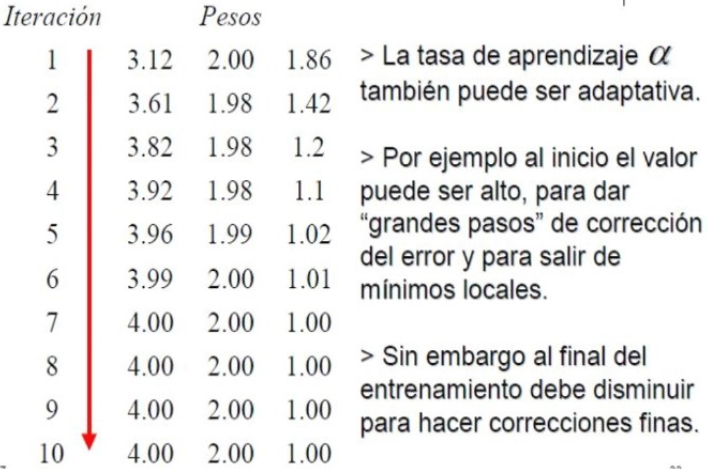 Iteración Pesos
1 3.12 2.00 1.86
2 3.61 1.98 1.42
3 3.82 1.98 1.2
4 3.92 1.98 1.1
5 3.96 1.99 1.02
6 3.99 2.00 1.01
7 4.00 2.00 1.00
8 4.00 2.00 1.00
9 4.00 2.00 1.00
10 4.00 2.00 1.00
> La tasa de aprendizaje α
también puede ser adaptativa.
> Por ejemplo al inicio el valor
puede ser alto, para dar
“grandes pasos” de corrección
del error y para salir de
mínimos locales.
> Sin embargo al final del
entrenamiento debe disminuir
para hacer correcciones finas.